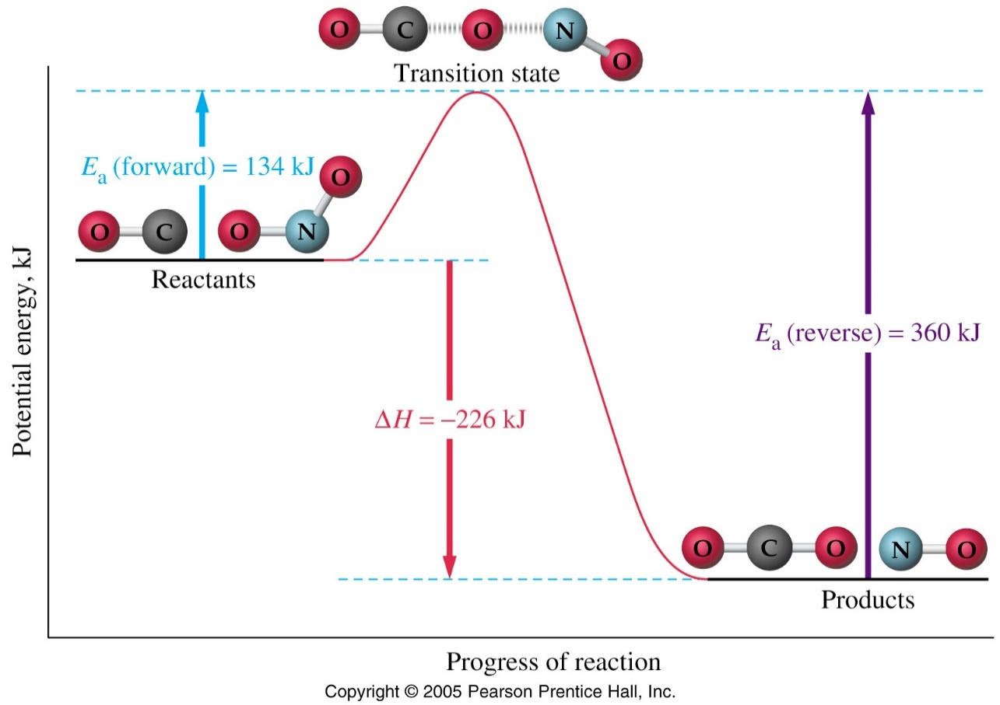 O C O N O
Transition state
Eₐ (forward) = 134 kJ
O C O N O
Reactants
Potential energy, kJ
Eₐ (reverse) = 360 kJ
ΔH = −226 kJ
O C O N O
Products
Progress of reaction
Copyright © 2005 Pearson Prentice Hall, Inc.